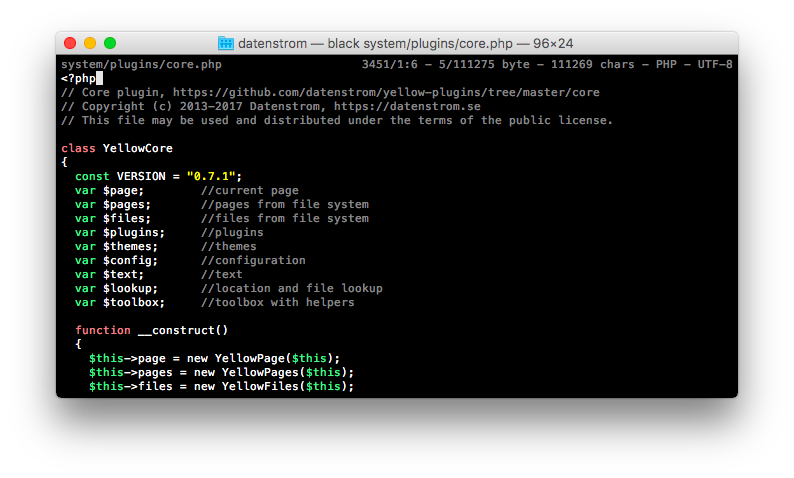 datenstrom — black system/plugins/core.php — 96×24
system/plugins/core.php 3451/1:6 - 5/111275 byte - 111269 chars - PHP - UTF-8
<?php
// Core plugin, https://github.com/datenstrom/yellow-plugins/tree/master/core
// Copyright (c) 2013-2017 Datenstrom, https://datenstrom.se
// This file may be used and distributed under the terms of the public license.

class YellowCore
{
  const VERSION = "0.7.1";
  var $page;        //current page
  var $pages;       //pages from file system
  var $files;       //files from file system
  var $plugins;     //plugins
  var $themes;      //themes
  var $config;      //configuration
  var $text;        //text
  var $lookup;      //location and file lookup
  var $toolbox;     //toolbox with helpers

  function __construct()
  {
    $this->page = new YellowPage($this);
    $this->pages = new YellowPages($this);
    $this->files = new YellowFiles($this);